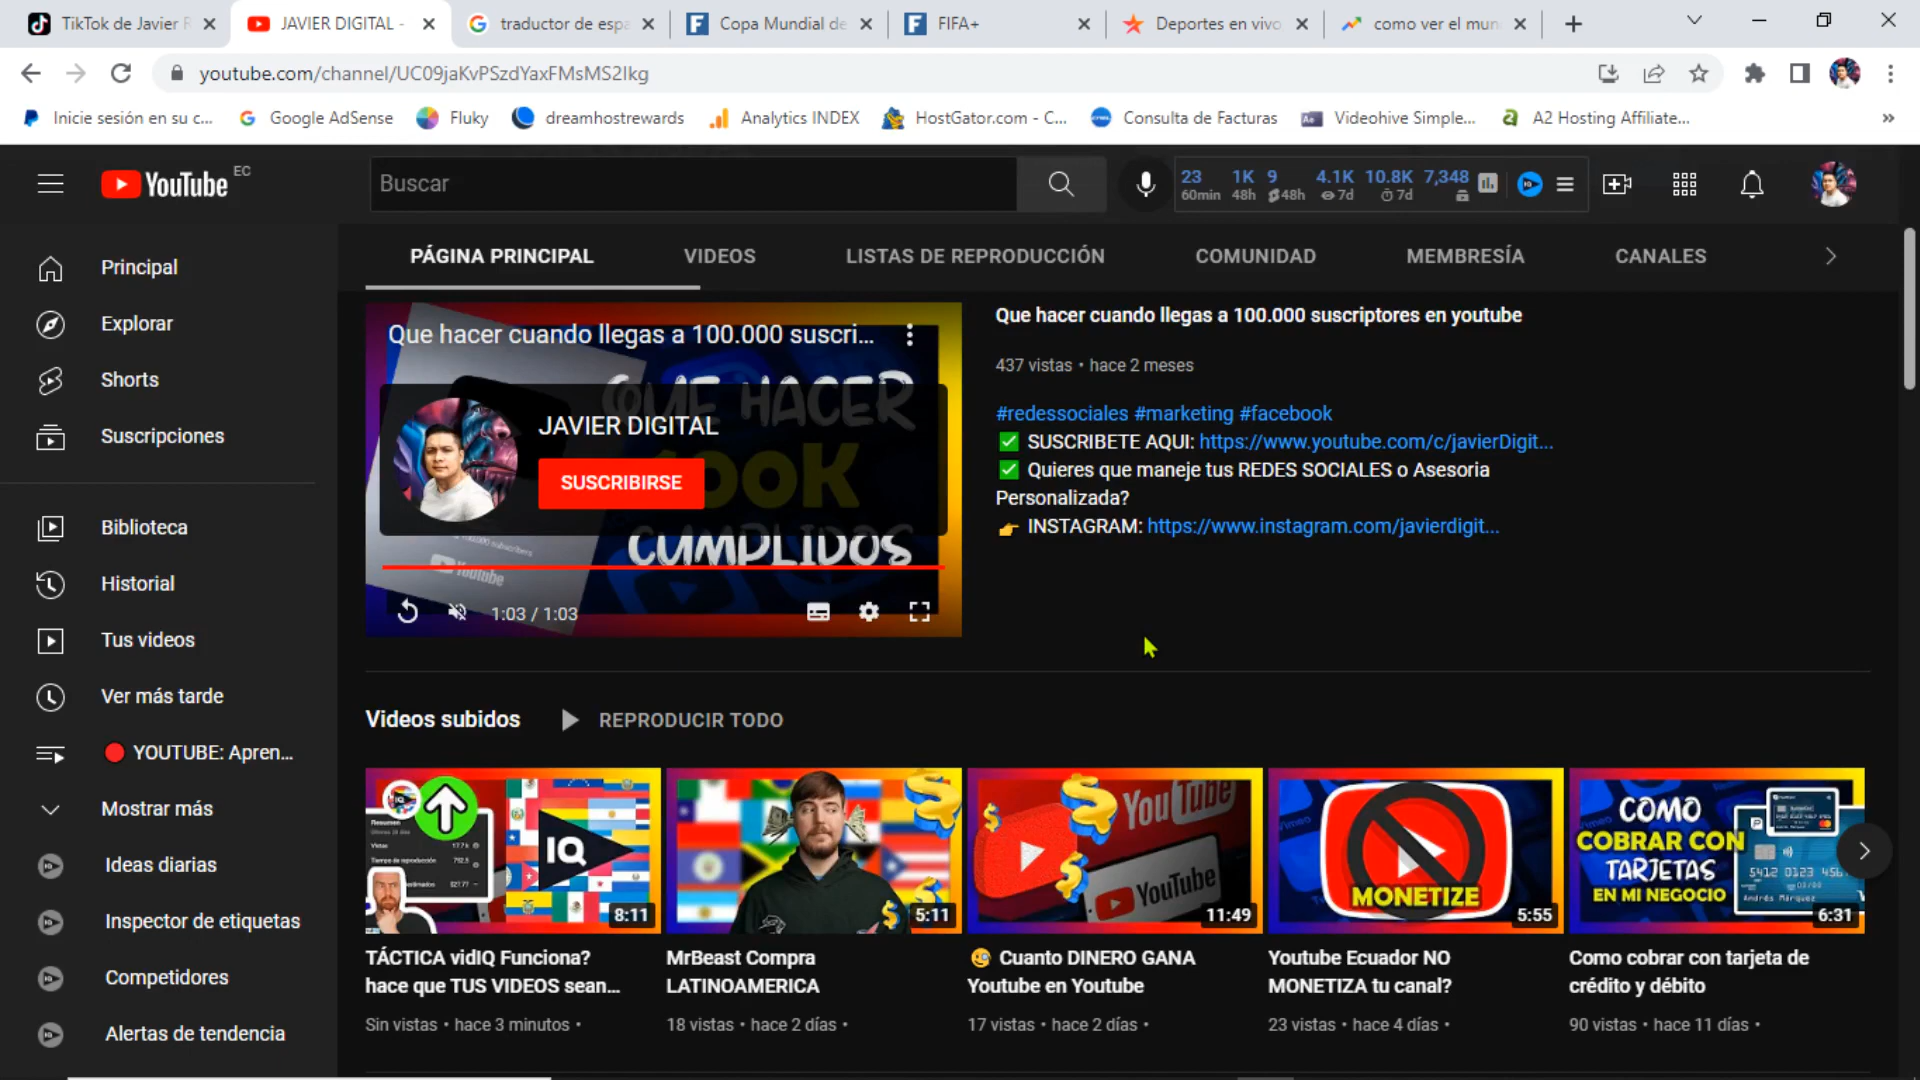 TikTok de Javier R
JAVIER DIGITAL -
traductor de espa
Copa Mundial de
FIFA+
Deportes en vivo
como ver el mun
youtube.com/channel/UC09jaKvPSzdYaxFMsMS2Ikg
Inicie sesión en su c...
Google AdSense
Fluky
dreamhostrewards
Analytics INDEX
HostGator.com - C...
Consulta de Facturas
Videohive Simple...
A2 Hosting Affiliate...
YouTube EC
Buscar
23 1K 9 4.1K 10.8K 7,348
60min 48h 48h 7d 7d
PÁGINA PRINCIPAL
VIDEOS
LISTAS DE REPRODUCCIÓN
COMUNIDAD
MEMBRESÍA
CANALES
Principal
Explorar
Shorts
Suscripciones
Biblioteca
Historial
Tus videos
Ver más tarde
YOUTUBE: Apren...
Mostrar más
Ideas diarias
Inspector de etiquetas
Competidores
Alertas de tendencia
Que hacer cuando llegas a 100.000 suscri...
QUE HACER
100K
CUMPLIDOS
JAVIER DIGITAL
SUSCRIBIRSE
YouTube
1:03 / 1:03
Que hacer cuando llegas a 100.000 suscriptores en youtube
437 vistas • hace 2 meses
#redessociales #marketing #facebook
✅ SUSCRIBETE AQUI: https://www.youtube.com/c/javierDigit...
✅ Quieres que maneje tus REDES SOCIALES o Asesoria
Personalizada?
👉 INSTAGRAM: https://www.instagram.com/javierdigit...
Videos subidos
REPRODUCIR TODO
IQ
8:11
TÁCTICA vidIQ Funciona?
hace que TUS VIDEOS sean...
Sin vistas • hace 3 minutos •
5:11
MrBeast Compra
LATINOAMERICA
18 vistas • hace 2 días •
YouTube
YouTube
11:49
🧐 Cuanto DINERO GANA
Youtube en Youtube
17 vistas • hace 2 días •
MONETIZE
5:55
Youtube Ecuador NO
MONETIZA tu canal?
23 vistas • hace 4 días •
COMO
COBRAR CON
TARJETAS
EN MI NEGOCIO
5412 0123 456
Andrés Márquez
6:31
Como cobrar con tarjeta de
crédito y débito
90 vistas • hace 11 días •